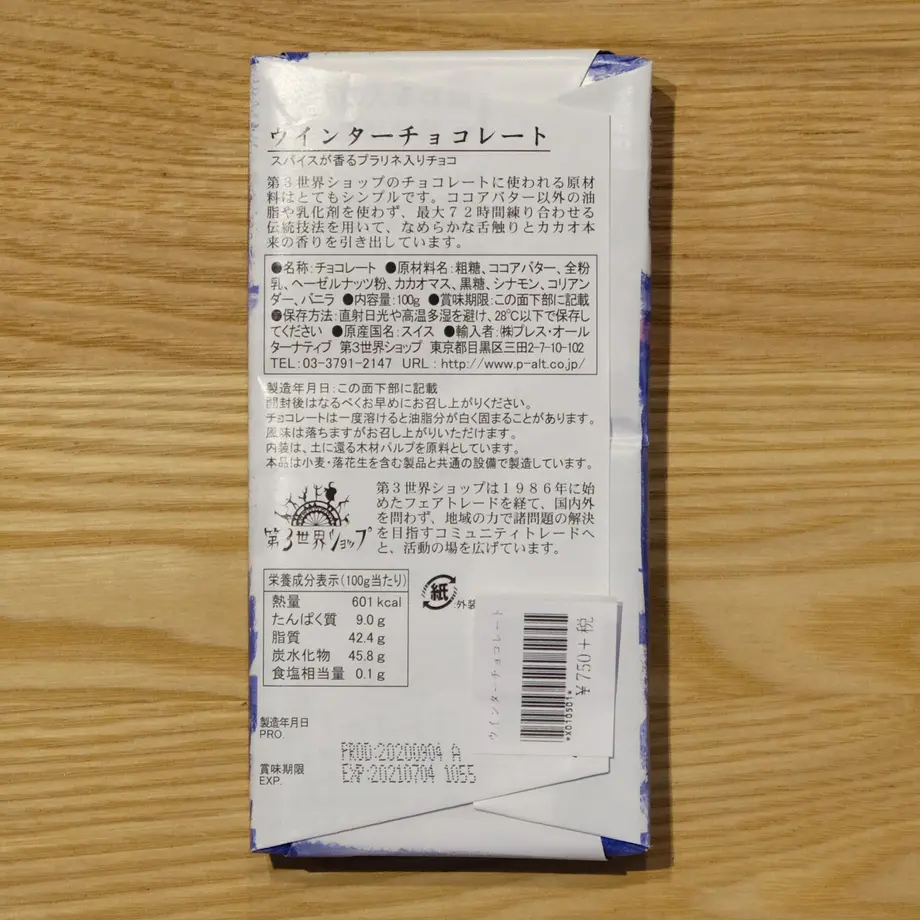 ウインターチョコレート
スパイスが香るプラリネ入りチョコ
第3世界ショップのチョコレートに使われる原材
料はとてもシンプルです。ココアバター以外の油
脂や乳化剤を使わず、最大72時間練り合わせる
伝統技法を用いて、なめらかな舌触りとカカオ本
来の香りを引き出しています。
●名称:チョコレート ●原材料名:粗糖、ココアバター、全粉
乳、ヘーゼルナッツ粉、カカオマス、黒糖、シナモン、コリアン
ダー、バニラ ●内容量:100g ●賞味期限:この面下部に記載
●保存方法:直射日光や高温多湿を避け、28℃以下で保存し
てください ●原産国名:スイス ●輸入者:㈱プレス・オール
ターナティブ 第3世界ショップ 東京都目黒区三田2-7-10-102
TEL:03-3791-2147 URL:http://www.p-alt.co.jp/
製造年月日:この面下部に記載
開封後はなるべくお早めにお召し上がりください。
チョコレートは一度溶けると油脂分が白く固まることがあります。
風味は落ちますがお召し上がりいただけます。
内装は、土に還る木材パルプを原料としています。
本品は小麦・落花生を含む製品と共通の設備で製造しています。
第3世界ショップは1986年に始
めたフェアトレードを経て、国内外
を問わず、地域の力で諸問題の解決
を目指すコミュニティトレードへ
と、活動の場を広げています。
第3世界ショップ
栄養成分表示(100g当たり)
熱量 601kcal
たんぱく質 9.0g
脂質 42.4g
炭水化物 45.8g
食塩相当量 0.1g
紙
:外装
ウインターチョコレート
*X010501*
¥750+税
製造年月日
PRO.
PROD:20200904 A
賞味期限
EXP.
EXP:20210704 1055